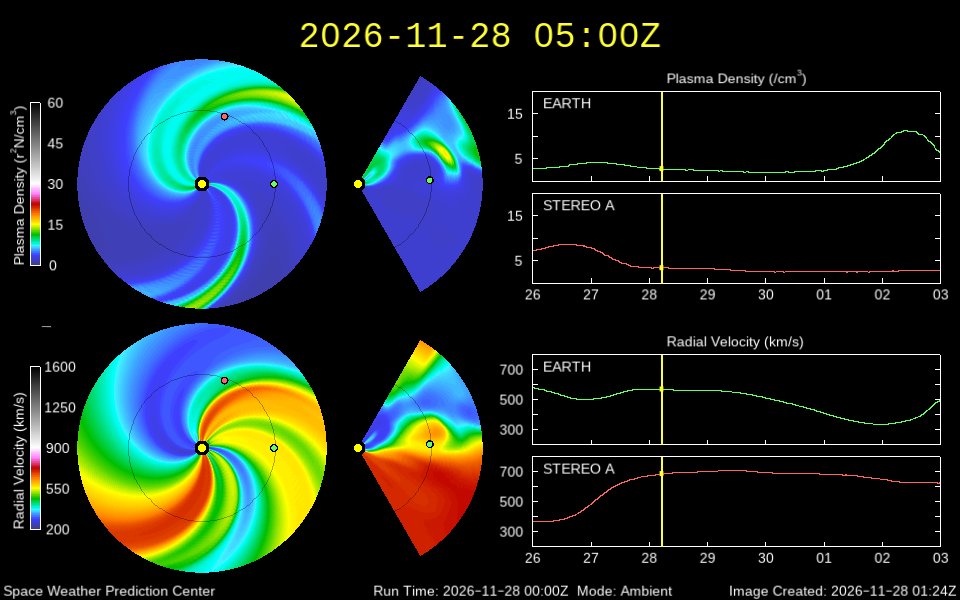 2026-11-28 05:00Z
Plasma Density (r²N/cm³)
60
45
30
15
0
Plasma Density (/cm³)
EARTH
15
5
STEREO A
15
5
26 27 28 29 30 01 02 03
Radial Velocity (km/s)
1600
1250
900
550
200
Radial Velocity (km/s)
EARTH
700
500
300
STEREO A
700
500
300
26 27 28 29 30 01 02 03
Space Weather Prediction Center Run Time: 2026-11-28 00:00Z Mode: Ambient Image Created: 2026-11-28 01:24Z